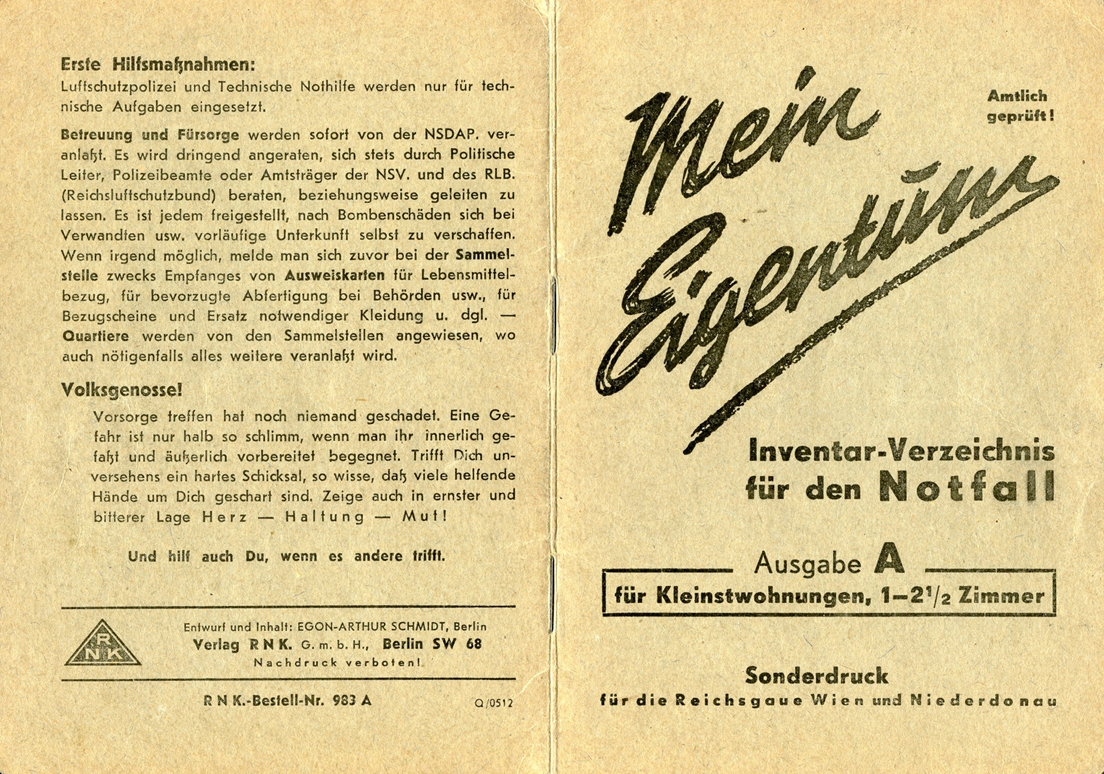 Erste Hilfsmaßnahmen:
Luftschutzpolizei und Technische Nothilfe werden nur für tech-
nische Aufgaben eingesetzt.
Betreuung und Fürsorge werden sofort von der NSDAP. ver-
anlaßt. Es wird dringend angeraten, sich stets durch Politische
Leiter, Polizeibeamte oder Amtsträger der NSV. und des RLB.
(Reichsluftschutzbund) beraten, beziehungsweise geleiten zu
lassen. Es ist jedem freigestellt, nach Bombenschäden sich bei
Verwandten usw. vorläufige Unterkunft selbst zu verschaffen.
Wenn irgend möglich, melde man sich zuvor bei der Sammel-
stelle zwecks Empfanges von Ausweiskarten für Lebensmittel-
bezug, für bevorzugte Abfertigung bei Behörden usw., für
Bezugscheine und Ersatz notwendiger Kleidung u. dgl. —
Quartiere werden von den Sammelstellen angewiesen, wo
auch nötigenfalls alles weitere veranlaßt wird.
Volksgenosse!
Vorsorge treffen hat noch niemand geschadet. Eine Ge-
fahr ist nur halb so schlimm, wenn man ihr innerlich ge-
faßt und äußerlich vorbereitet begegnet. Trifft Dich un-
versehens ein hartes Schicksal, so wisse, daß viele helfende
Hände um Dich geschart sind. Zeige auch in ernster und
bitterer Lage Herz — Haltung — Mut!
Und hilf auch Du, wenn es andere trifft.
RNK
Entwurf und Inhalt: EGON-ARTHUR SCHMIDT, Berlin
Verlag RNK. G. m. b. H., Berlin SW 68
Nachdruck verboten!
RNK.-Bestell-Nr. 983 A
Q/0512
Amtlich
geprüft!
Mein
Eigentum
Inventar-Verzeichnis
für den Notfall
Ausgabe A
für Kleinstwohnungen, 1—2½ Zimmer
Sonderdruck
für die Reichsgaue Wien und Niederdonau